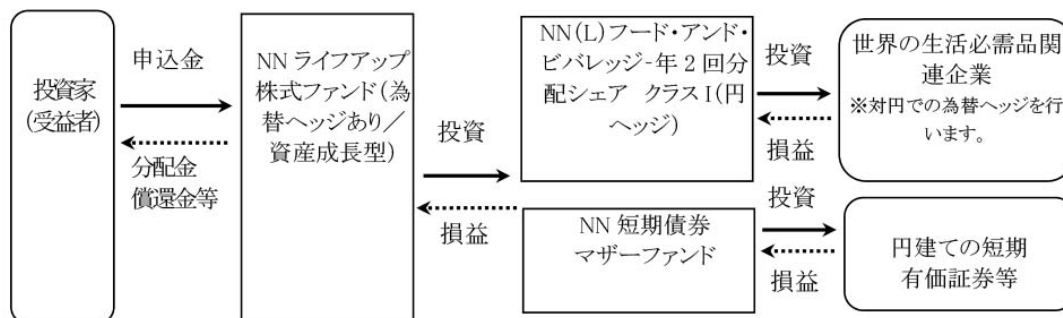 投資家
(受益者)
申込金
分配金
償還金等
NN ライフアップ
株式ファンド(為
替ヘッジあり/
資産成長型)
投資
損益
NN(L)フード・アンド・
ビバレッジ-年 2 回分
配シェア クラス I(円
ヘッジ)
投資
損益
世界の生活必需品関
連企業
※対円での為替ヘッジを行
います。
NN 短期債券
マザーファンド
投資
損益
円建ての短期
有価証券等